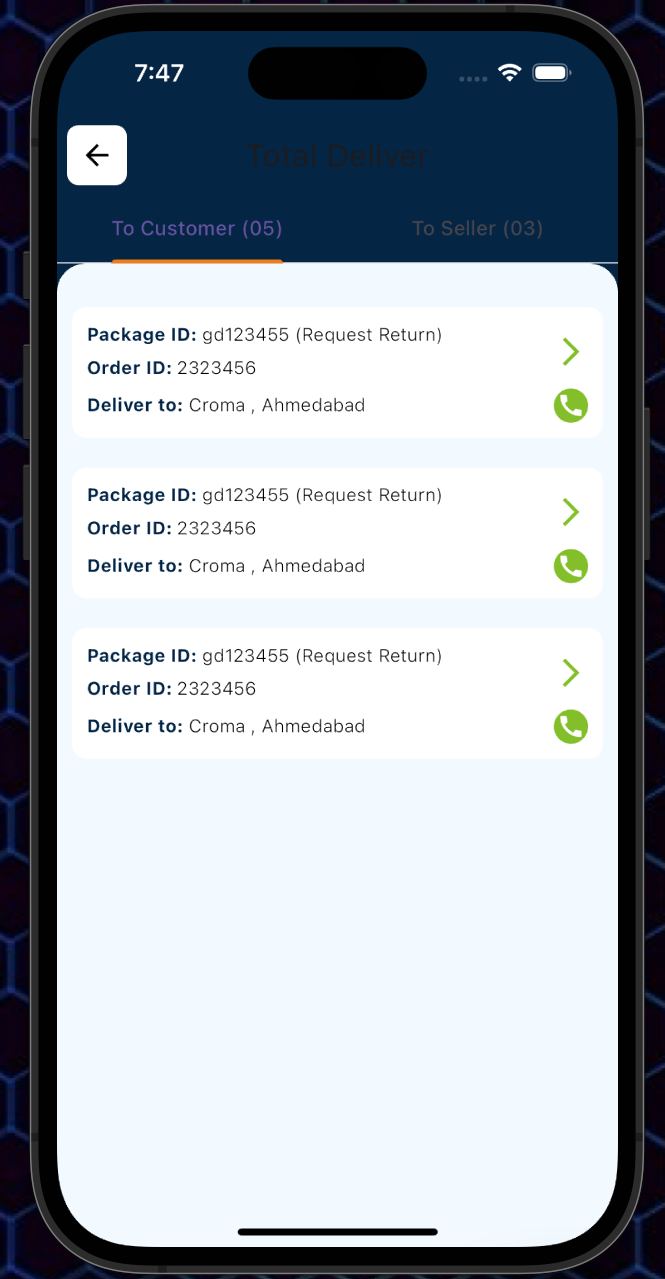 7:47
Total Deliver
To Customer (05)
To Seller (03)
Package ID: gd123455 (Request Return)
Order ID: 2323456
Deliver to: Croma , Ahmedabad
Package ID: gd123455 (Request Return)
Order ID: 2323456
Deliver to: Croma , Ahmedabad
Package ID: gd123455 (Request Return)
Order ID: 2323456
Deliver to: Croma , Ahmedabad